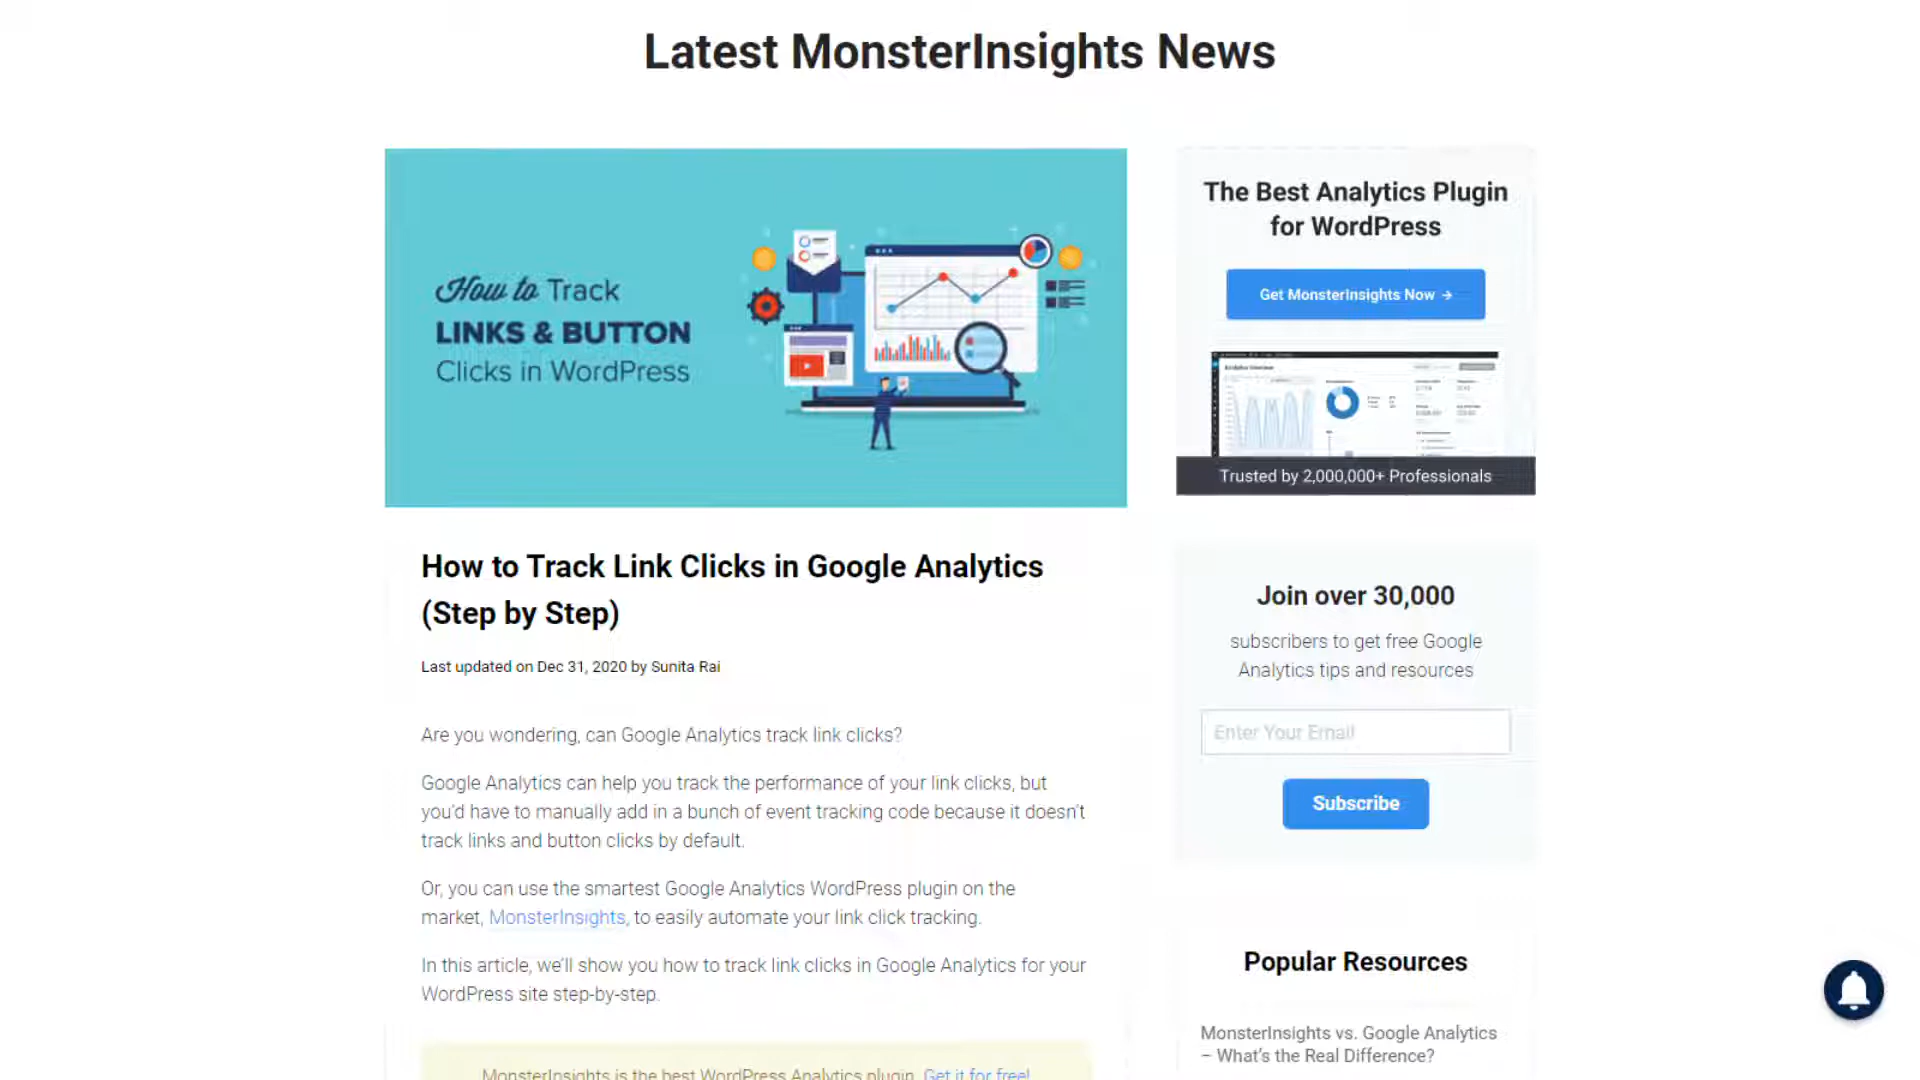 Latest MonsterInsights News
How to Track
LINKS & BUTTON
Clicks in WordPress
The Best Analytics Plugin
for WordPress
Get MonsterInsights Now →
Trusted by 2,000,000+ Professionals
How to Track Link Clicks in Google Analytics
(Step by Step)
Last updated on Dec 31, 2020 by Sunita Rai
Are you wondering, can Google Analytics track link clicks?
Google Analytics can help you track the performance of your link clicks, but
you'd have to manually add in a bunch of event tracking code because it doesn't
track links and button clicks by default.
Or, you can use the smartest Google Analytics WordPress plugin on the
market, MonsterInsights, to easily automate your link click tracking.
In this article, we'll show you how to track link clicks in Google Analytics for your
WordPress site step-by-step.
MonsterInsights is the best WordPress Analytics plugin. Get it for free!
Join over 30,000
subscribers to get free Google
Analytics tips and resources
Enter Your Email
Subscribe
Popular Resources
MonsterInsights vs. Google Analytics
– What's the Real Difference?